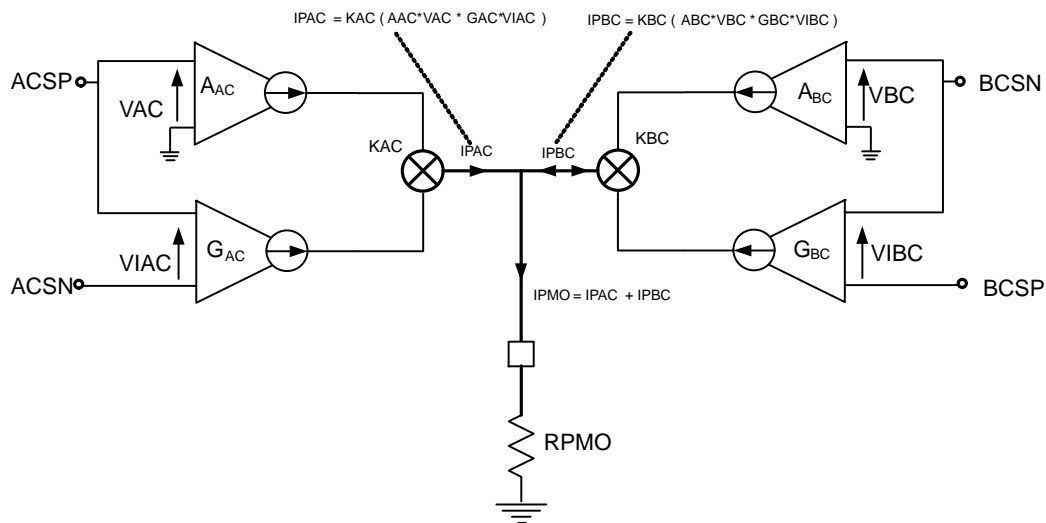 IPAC = KAC ( AAC*VAC * GAC*VIAC )
IPBC = KBC ( ABC*VBC * GBC*VIBC )
ACSP
VAC
AAC
KAC
IPAC
IPBC
KBC
ABC
VBC
BCSN
VIAC
GAC
GBC
VIBC
ACSN
BCSP
IPMO = IPAC + IPBC
RPMO